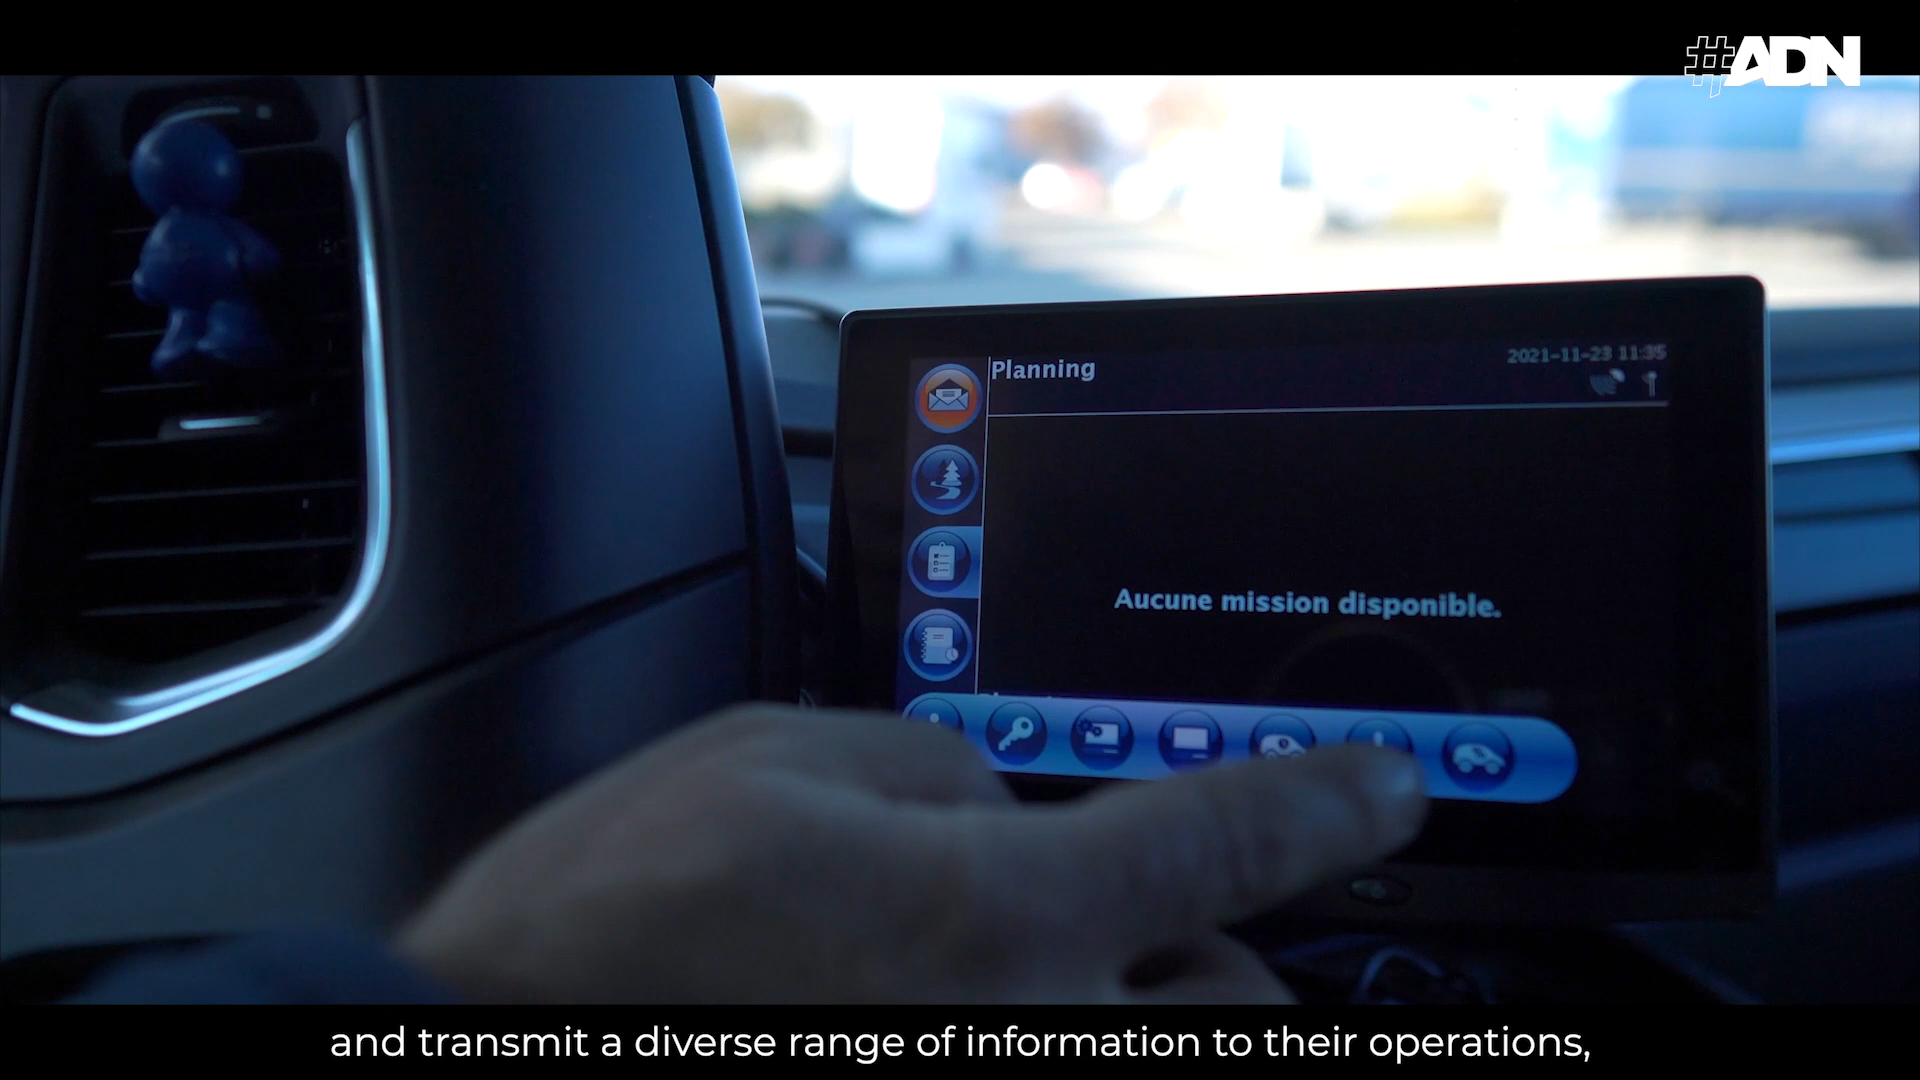 #ADN
Planning
2021-11-23 11:35
Aucune mission disponible.
and transmit a diverse range of information to their operations,